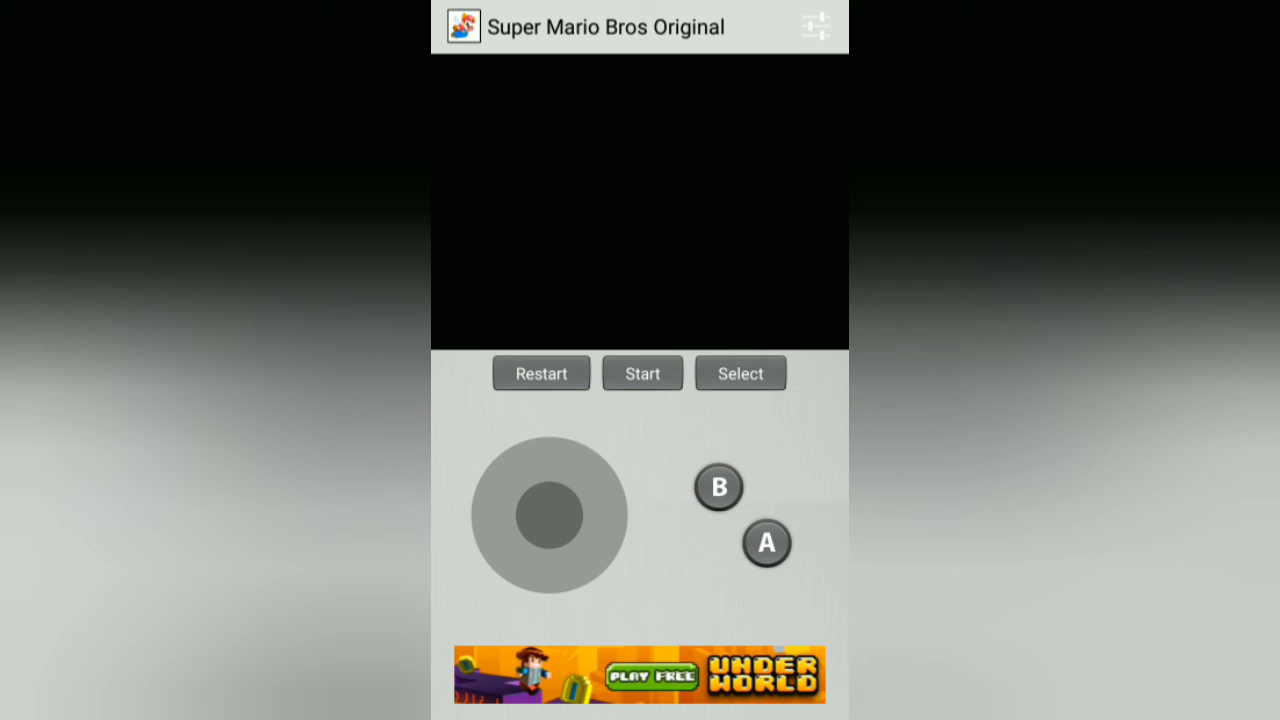 Super Mario Bros Original
Restart Start Select
B
A
PLAY FREE
UNDER
WORLD